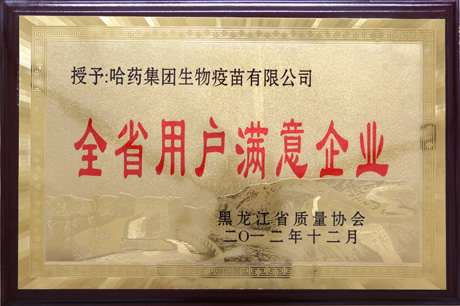 授予:哈药集团生物疫苗有限公司
全省用户满意企业
黑龙江省质量协会
二〇一二年十二月